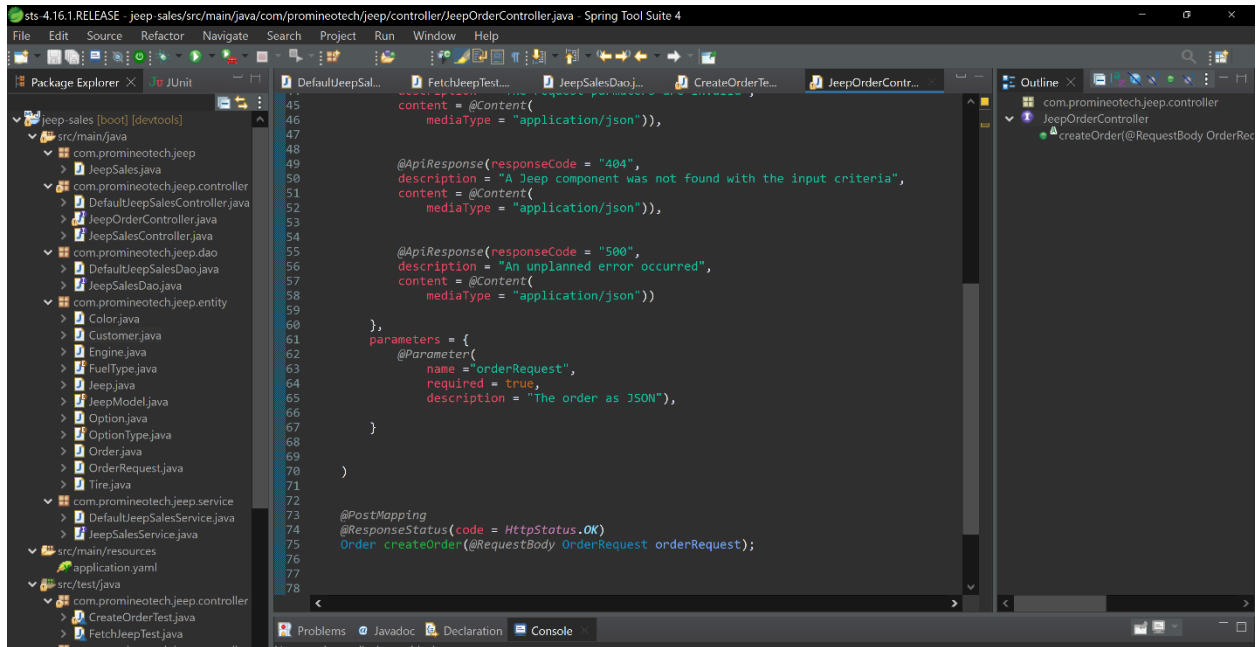 sts-4.16.1.RELEASE - jeep-sales/src/main/java/com/promineotech/jeep/controller/JeepOrderController.java - Spring Tool Suite 4
File Edit Source Refactor Navigate Search Project Run Window Help
Package Explorer
JUnit
jeep-sales [boot] [devtools]
src/main/java
com.promineotech.jeep
JeepSales.java
com.promineotech.jeep.controller
DefaultJeepSalesController.java
JeepOrderController.java
JeepSalesController.java
com.promineotech.jeep.dao
DefaultJeepSalesDao.java
JeepSalesDao.java
com.promineotech.jeep.entity
Color.java
Customer.java
Engine.java
FuelType.java
Jeep.java
JeepModel.java
Option.java
OptionType.java
Order.java
OrderRequest.java
Tire.java
com.promineotech.jeep.service
DefaultJeepSalesService.java
JeepSalesService.java
src/main/resources
application.yaml
src/test/java
com.promineotech.jeep.controller
CreateOrderTest.java
FetchJeepTest.java
DefaultJeepSal... FetchJeepTest.... JeepSalesDao.j... CreateOrderTe... JeepOrderContr...
description = "The request parmaters are invalid",
45 content = @Content(
46 mediaType = "application/json")),
47
48
49 @ApiResponse(responseCode = "404",
50 description = "A Jeep component was not found with the input criteria",
51 content = @Content(
52 mediaType = "application/json")),
53
54
55 @ApiResponse(responseCode = "500",
56 description = "An unplanned error occurred",
57 content = @Content(
58 mediaType = "application/json"))
59
60 },
61 parameters = {
62 @Parameter(
63 name ="orderRequest",
64 required = true,
65 description = "The order as JSON"),
66
67 }
68
69
70 )
71
72
73 @PostMapping
74 @ResponseStatus(code = HttpStatus.OK)
75 Order createOrder(@RequestBody OrderRequest orderRequest);
76
77
78
Problems Javadoc Declaration Console
Outline
com.promineotech.jeep.controller
JeepOrderController
createOrder(@RequestBody OrderRec